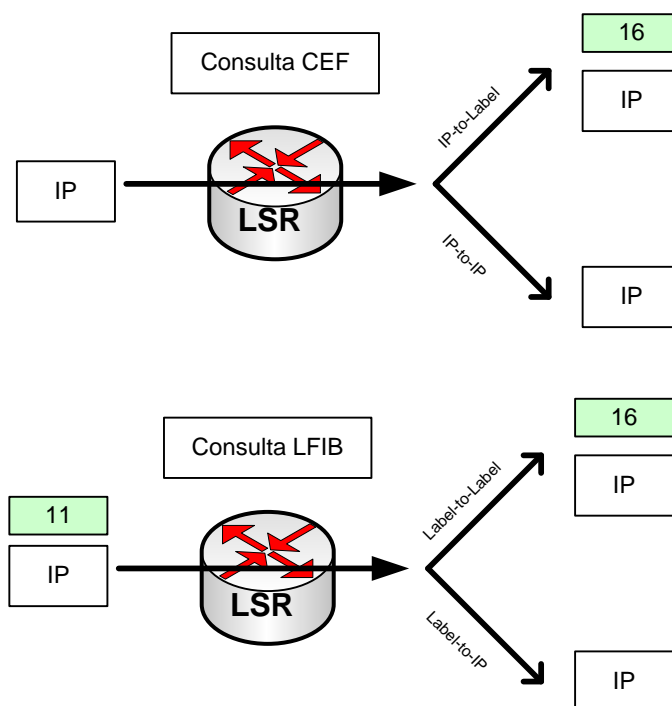 16
Consulta CEF
IP
IP-to-Label
IP
LSR
IP-to-IP
IP
16
Consulta LFIB
IP
11
Label-to-Label
IP
LSR
Label-to-IP
IP